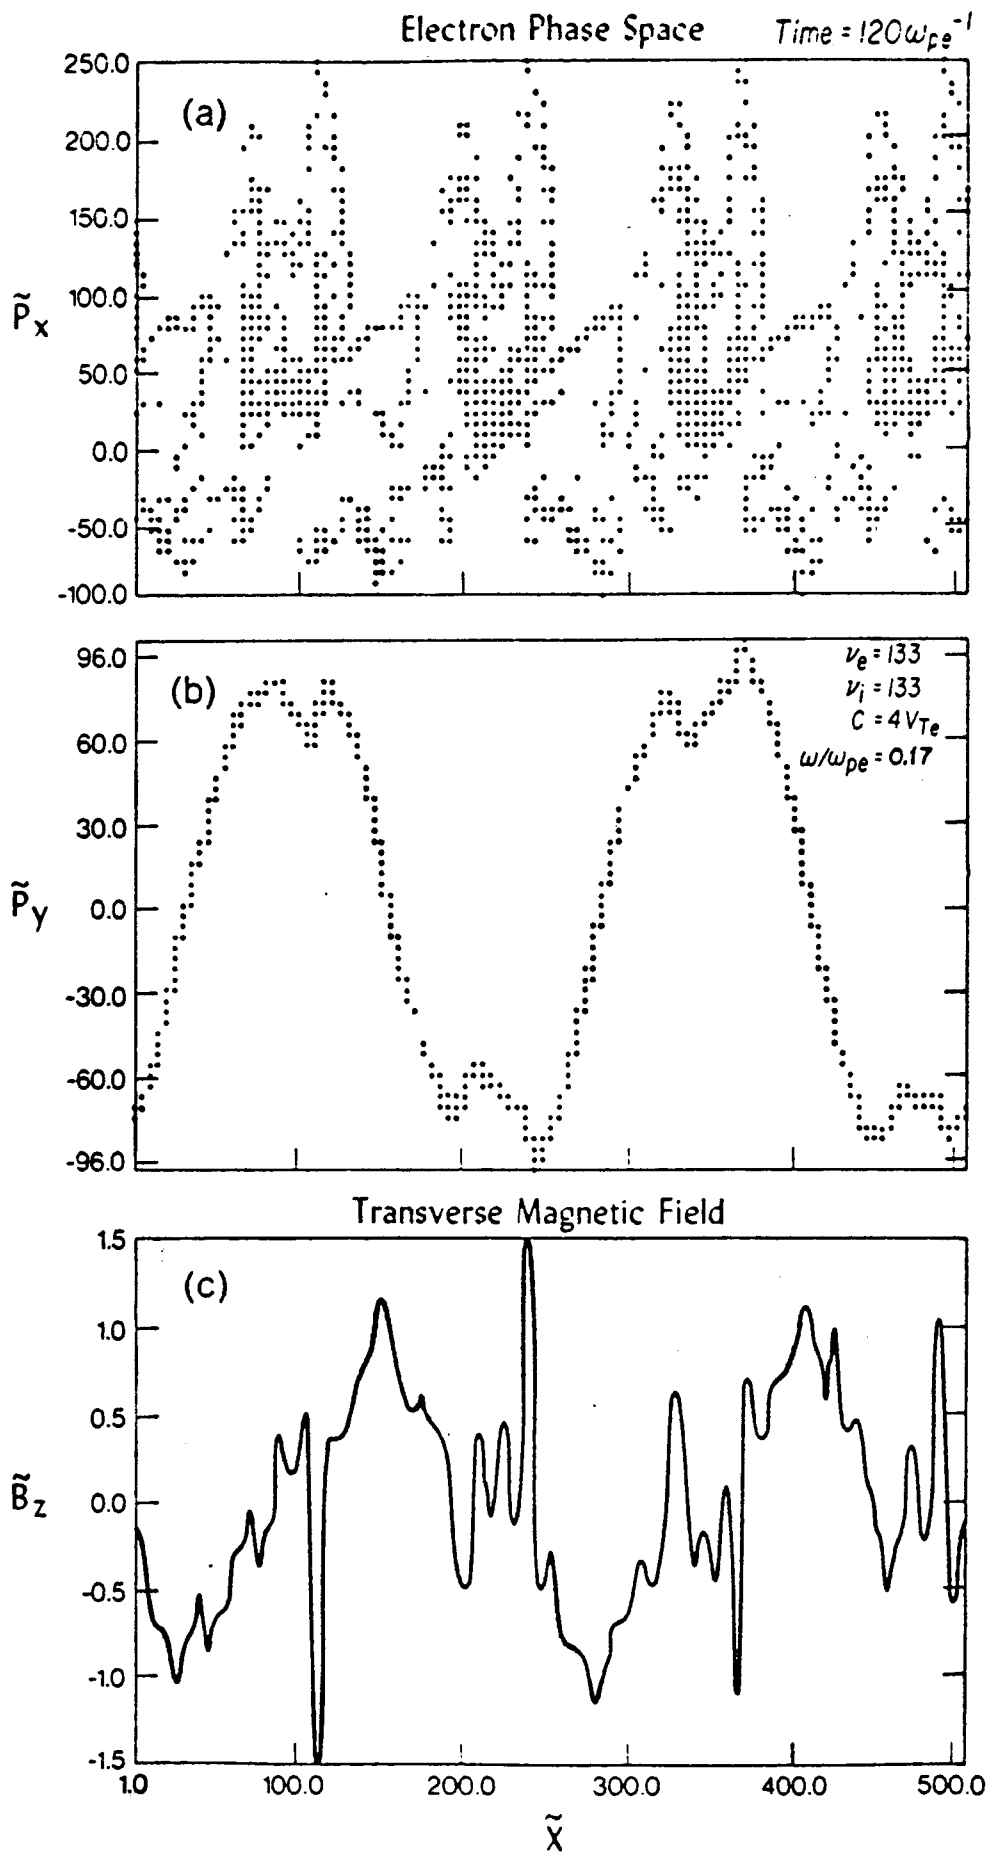 Electron Phase Space Time = 120 ω_pe^-1
(a)
250.0
200.0
150.0
100.0
50.0
0.0
-50.0
-100.0
P̃x
(b)
96.0
60.0
30.0
0.0
-30.0
-60.0
-96.0
P̃y
ν_e = 133
ν_i = 133
C = 4 V_Te
ω/ω_pe = 0.17
Transverse Magnetic Field
(c)
1.5
1.0
0.5
0.0
-0.5
-1.0
-1.5
B̃z
1.0 100.0 200.0 300.0 400.0 500.0
X̃